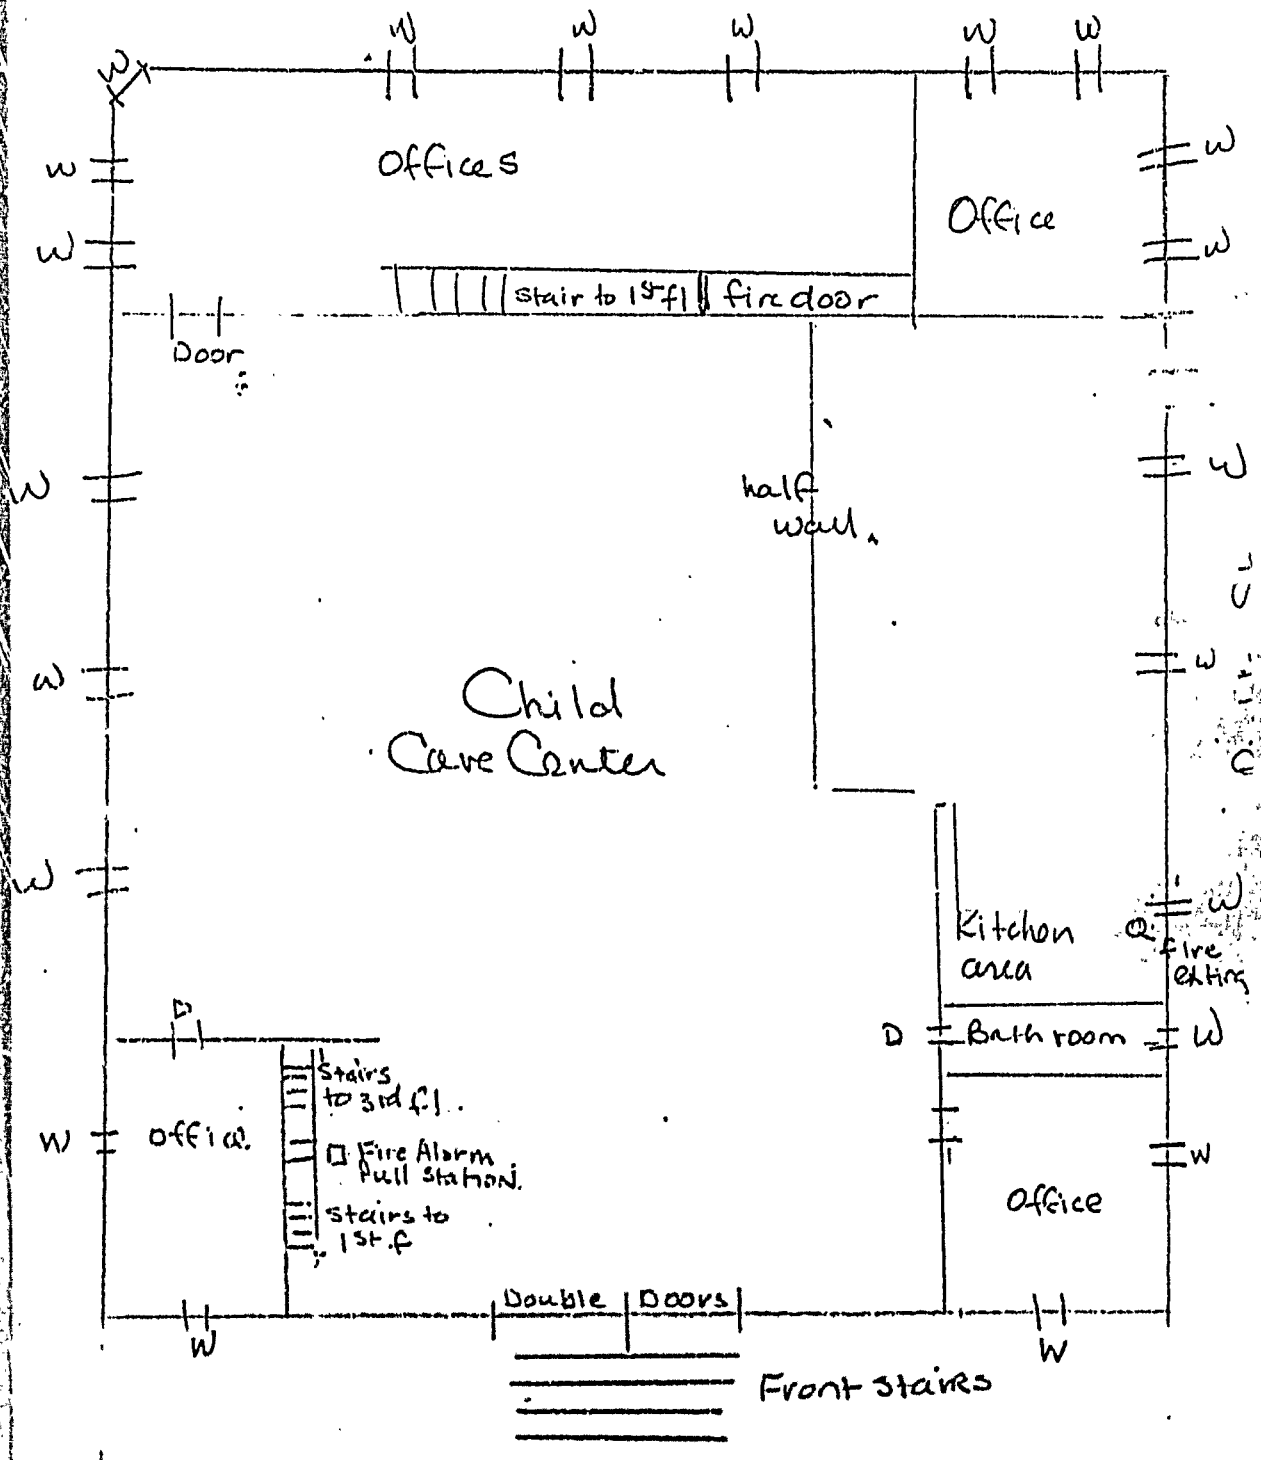 W
W
W
W
W
W
W
Offices
W
W
Office
W
W
Stair to 1st fl
fire door
Door
W
half
wall
W
W
W
Child
Care Center
W
W
Kitchen
area
fire
exting
D
D
Bathroom
W
Stairs
to 3rd fl.
W
Office
Fire Alarm
Pull Station.
W
Office
Stairs to
1st.f
Double Doors
W
W
Front Stairs